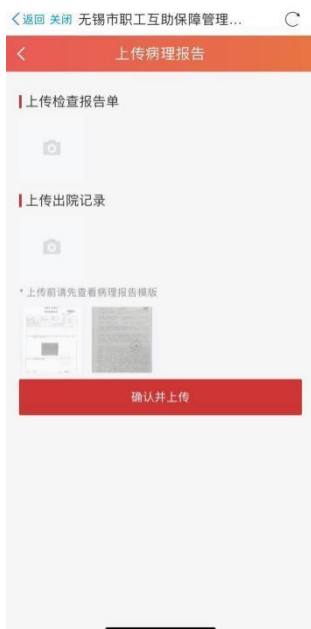 返回 关闭 无锡市职工互助保障管理...
上传病理报告
上传检查报告单
上传出院记录
* 上传前请先查看病理报告模版
确认并上传